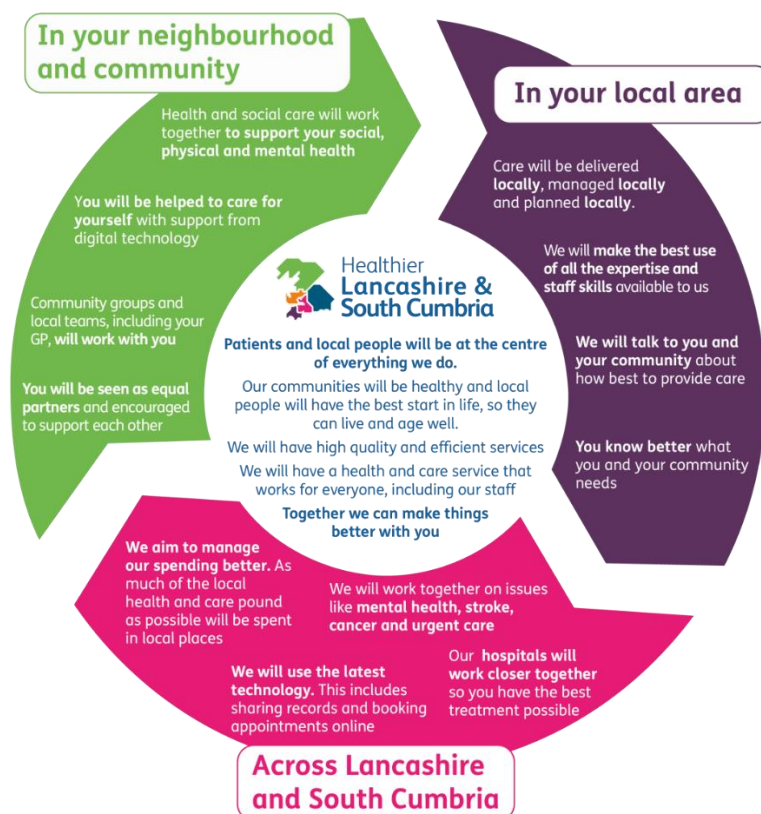 In your neighbourhood
and community
Health and social care will work
together to support your social,
physical and mental health
You will be helped to care for
yourself with support from
digital technology
Community groups and
local teams, including your
GP, will work with you
You will be seen as equal
partners and encouraged
to support each other
In your local area
Care will be delivered
locally, managed locally
and planned locally.
We will make the best use
of all the expertise and
staff skills available to us
We will talk to you and
your community about
how best to provide care
You know better what
you and your community
needs
Healthier
Lancashire &
South Cumbria
Patients and local people will be at the centre
of everything we do.
Our communities will be healthy and local
people will have the best start in life, so they
can live and age well.
We will have high quality and efficient services
We will have a health and care service that
works for everyone, including our staff
Together we can make things
better with you
We aim to manage
our spending better. As
much of the local
health and care pound
as possible will be spent
in local places
We will work together on issues
like mental health, stroke,
cancer and urgent care
We will use the latest
technology. This includes
sharing records and booking
appointments online
Our hospitals will
work closer together
so you have the best
treatment possible
Across Lancashire
and South Cumbria